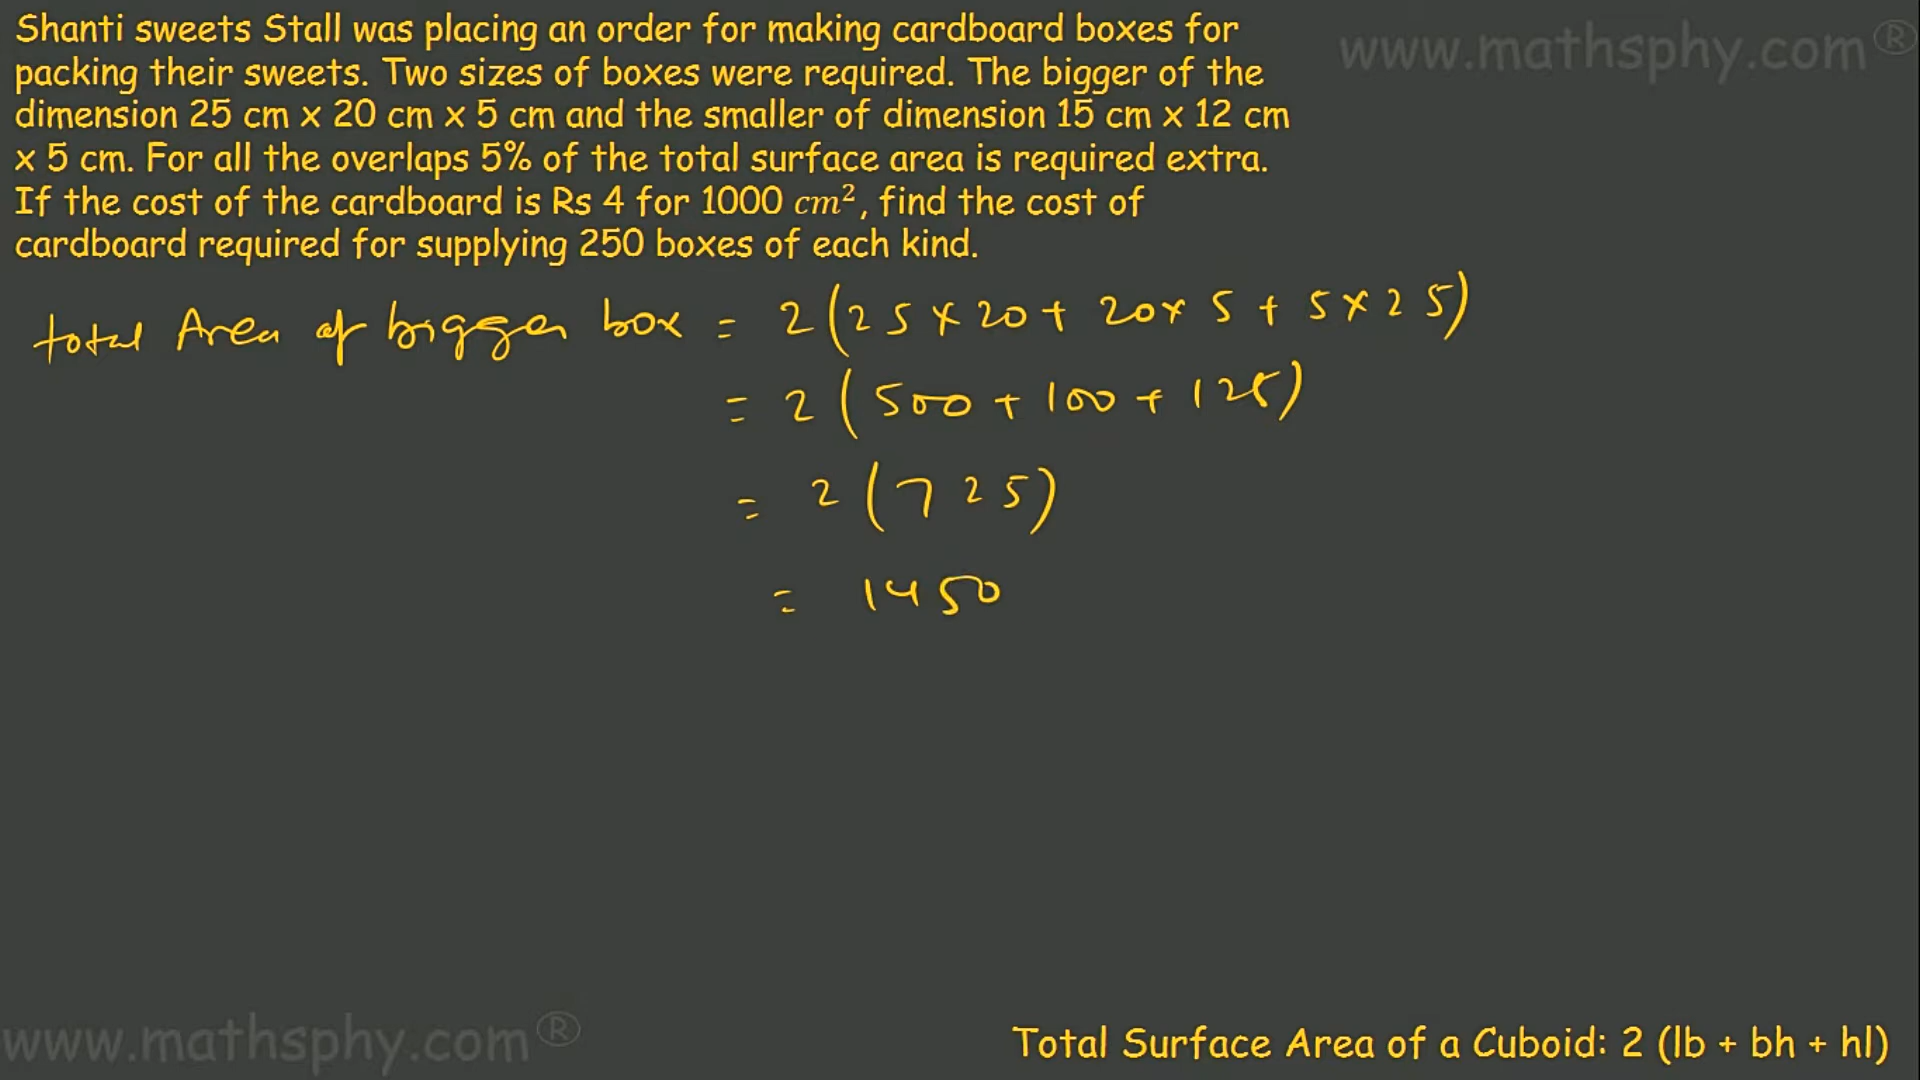 Shanti sweets Stall was placing an order for making cardboard boxes for
www.mathsphy.com®
packing their sweets. Two sizes of boxes were required. The bigger of the
dimension 25 cm x 20 cm x 5 cm and the smaller of dimension 15 cm x 12 cm
x 5 cm. For all the overlaps 5% of the total surface area is required extra.
If the cost of the cardboard is Rs 4 for 1000 cm², find the cost of
cardboard required for supplying 250 boxes of each kind.
total Area of bigger box = 2(25×20+ 20×5+5×25)
= 2(500+100+125)
= 2(725)
= 1450
www.mathsphy.com®
Total Surface Area of a Cuboid: 2 (lb + bh + hl)